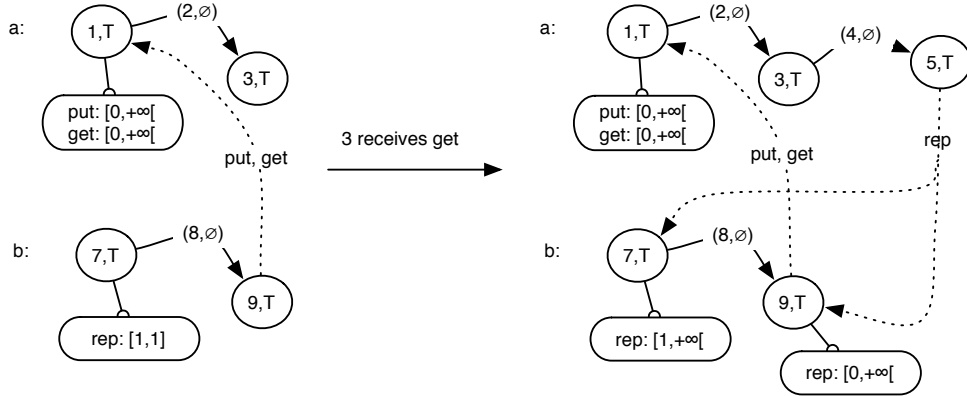 a:
1,T
(2,∅)
3,T
put: [0,+∞[
get: [0,+∞[
put, get
b:
7,T
(8,∅)
9,T
rep: [1,1]
3 receives get
a:
1,T
(2,∅)
3,T
(4,∅)
5,T
put: [0,+∞[
get: [0,+∞[
put, get
rep
b:
7,T
(8,∅)
9,T
rep: [1,+∞[
rep: [0,+∞[